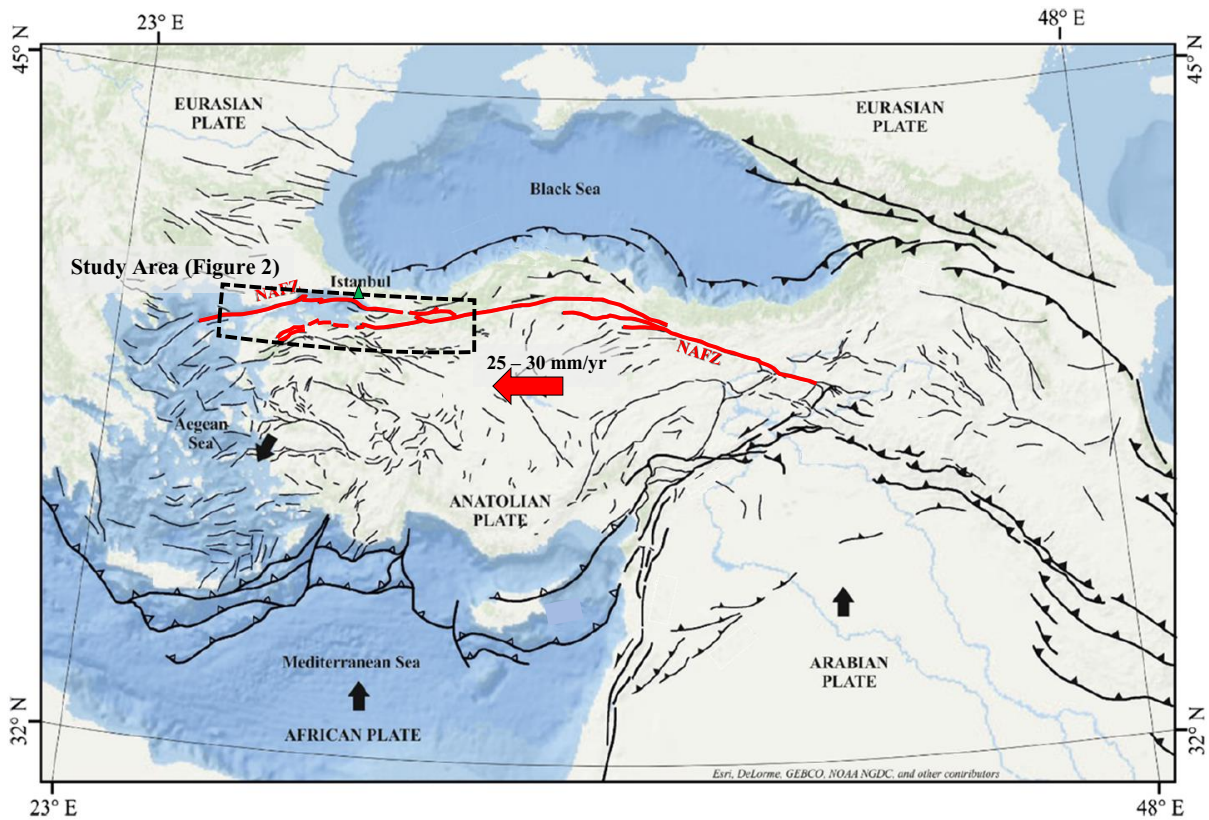 23° E
48° E
45° N
45° N
EURASIAN
PLATE
EURASIAN
PLATE
Black Sea
Study Area (Figure 2)
Istanbul
NAFZ
NAFZ
25 – 30 mm/yr
Aegean
Sea
ANATOLIAN
PLATE
Mediterranean Sea
ARABIAN
PLATE
AFRICAN PLATE
32° N
32° N
Esri, DeLorme, GEBCO, NOAA NGDC, and other contributors
23° E
48° E